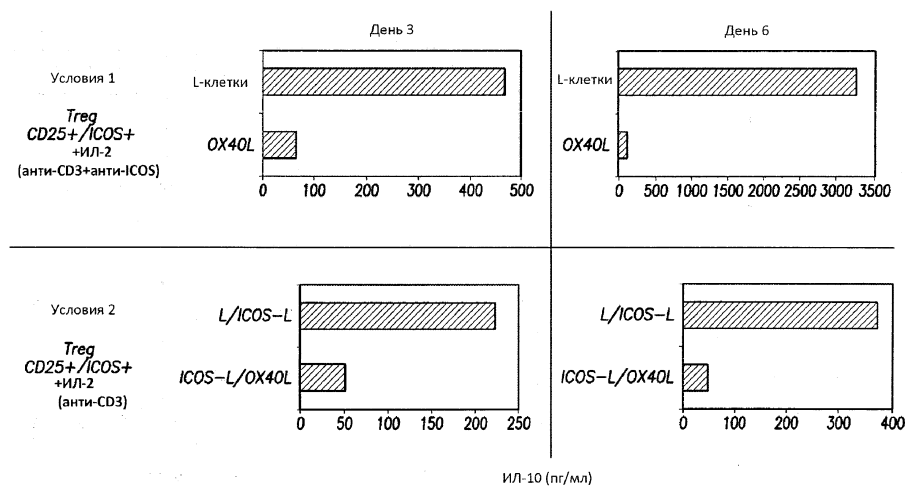 День 3
День 6
Условия 1
Treg
CD25+/ICOS+
+ИЛ-2
(анти-CD3+анти-ICOS)
L-клетки
OX40L
0 100 200 300 400 500
L-клетки
OX40L
0 500 1000 1500 2000 2500 3000 3500
Условия 2
Treg
CD25+/ICOS+
+ИЛ-2
(анти-CD3)
L/ICOS-L
ICOS-L/OX40L
0 50 100 150 200 250
L/ICOS-L
ICOS-L/OX40L
0 100 200 300 400
ИЛ-10 (пг/мл)